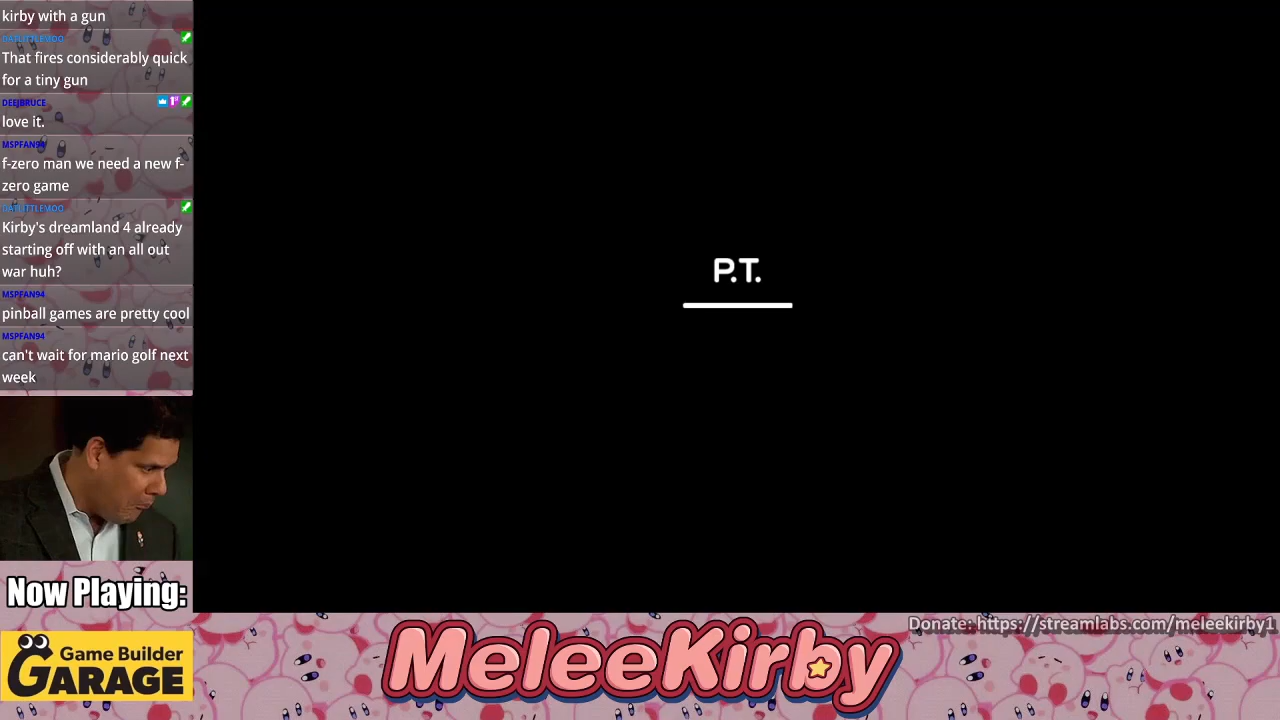 kirby with a gun
DATLITTLEMOO
That fires considerably quick
for a tiny gun
DEEJBRUCE
love it.
MSPFAN94
f-zero man we need a new f-
zero game
DATLITTLEMOO
Kirby's dreamland 4 already
starting off with an all out
war huh?
MSPFAN94
pinball games are pretty cool
MSPFAN94
can't wait for mario golf next
week
P.T.
Now Playing:
Game Builder
GARAGE
MeleeKirby
Donate: https://streamlabs.com/meleekirby1